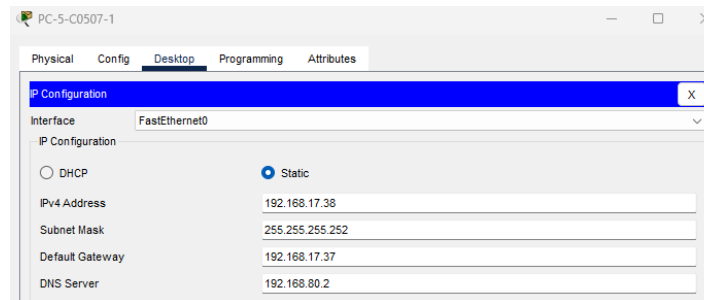 PC-5-C0507-1
Physical Config Desktop Programming Attributes
IP Configuration X
Interface FastEthernet0
IP Configuration
DHCP Static
IPv4 Address 192.168.17.38
Subnet Mask 255.255.255.252
Default Gateway 192.168.17.37
DNS Server 192.168.80.2